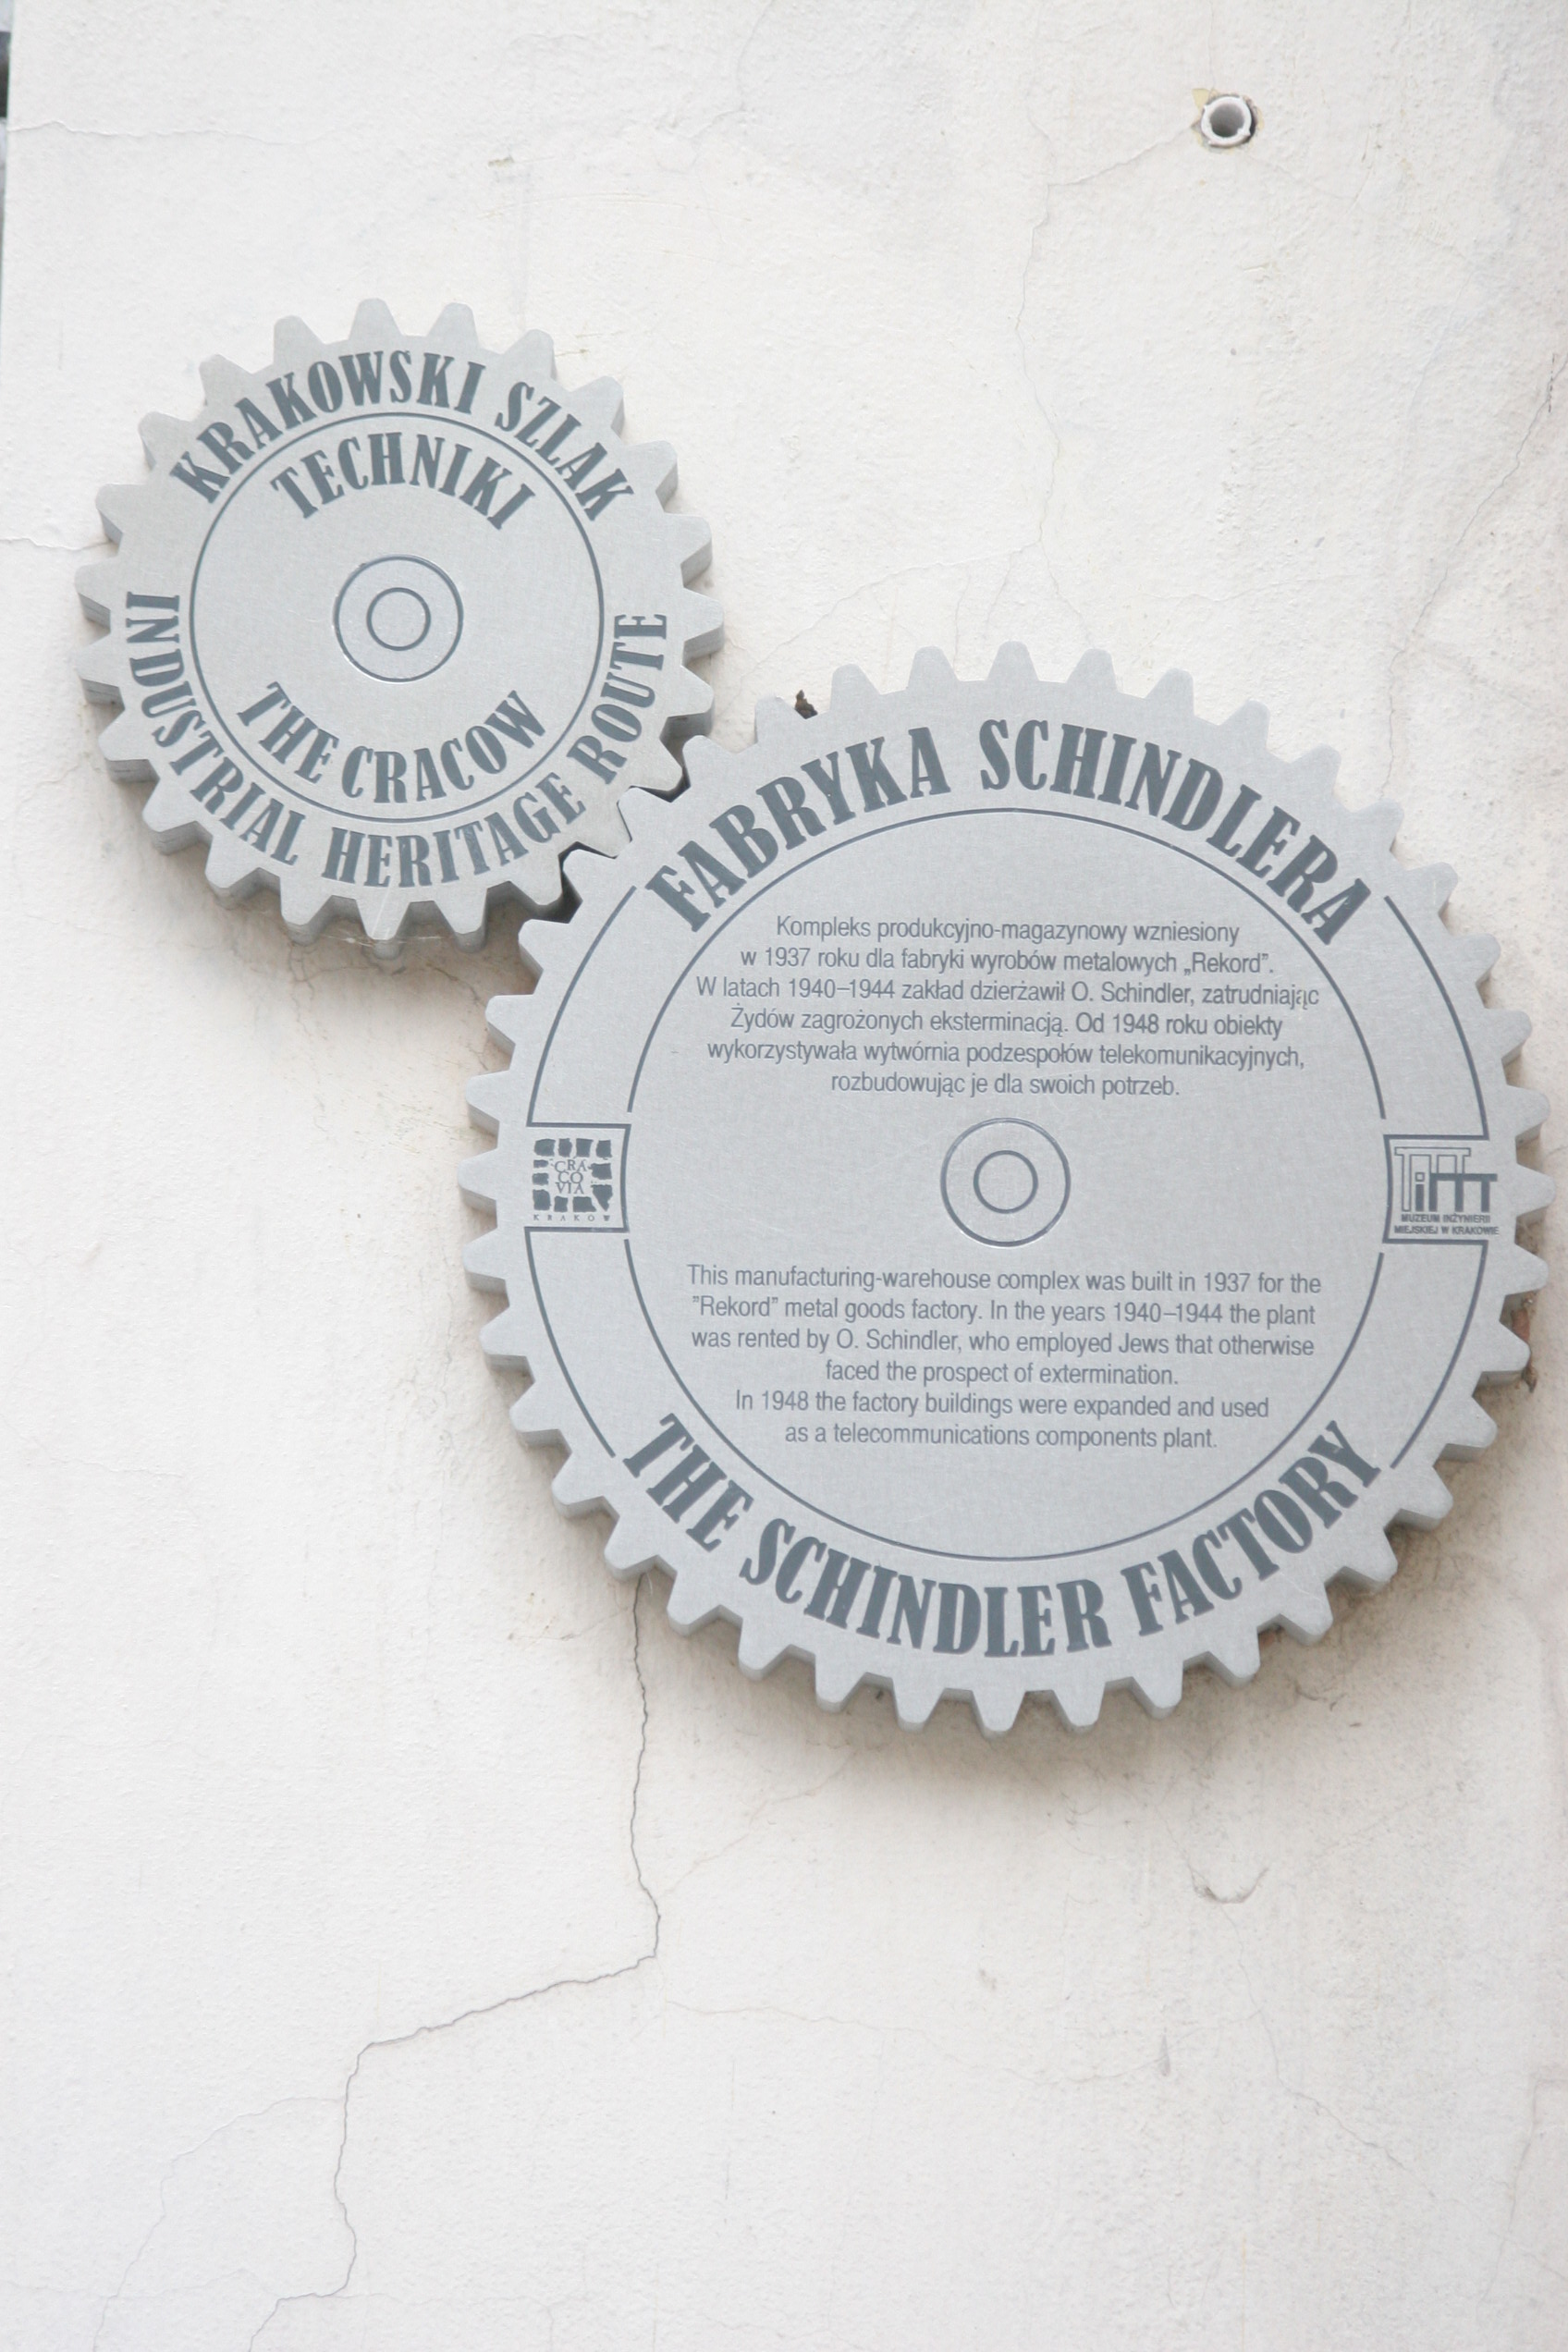 KRAKOWSKI SZLAK
TECHNIKI
THE CRACOW
INDUSTRIAL HERITAGE ROUTE
FABRYKA SCHINDLERA
Kompleks produkcyjno-magazynowy wzniesiony
w 1937 roku dla fabryki wyrobów metalowych „Rekord”.
W latach 1940–1944 zakład dzierżawił O. Schindler, zatrudniając
Żydów zagrożonych eksterminacją. Od 1948 roku obiekty
wykorzystywała wytwórnia podzespołów telekomunikacyjnych,
rozbudowując je dla swoich potrzeb.
CRA
CO
VIA
KRAKÓW
MUZEUM INŻYNIERII
MIEJSKIEJ W KRAKOWIE
This manufacturing-warehouse complex was built in 1937 for the
”Rekord” metal goods factory. In the years 1940–1944 the plant
was rented by O. Schindler, who employed Jews that otherwise
faced the prospect of extermination.
In 1948 the factory buildings were expanded and used
as a telecommunications components plant.
THE SCHINDLER FACTORY